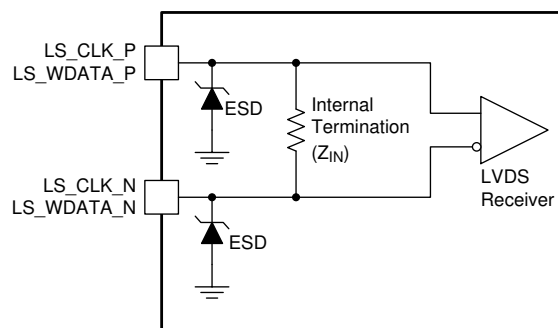 LS_CLK_P
LS_WDATA_P
ESD
Internal
Termination
(Z_IN)
LVDS
Receiver
LS_CLK_N
LS_WDATA_N
ESD